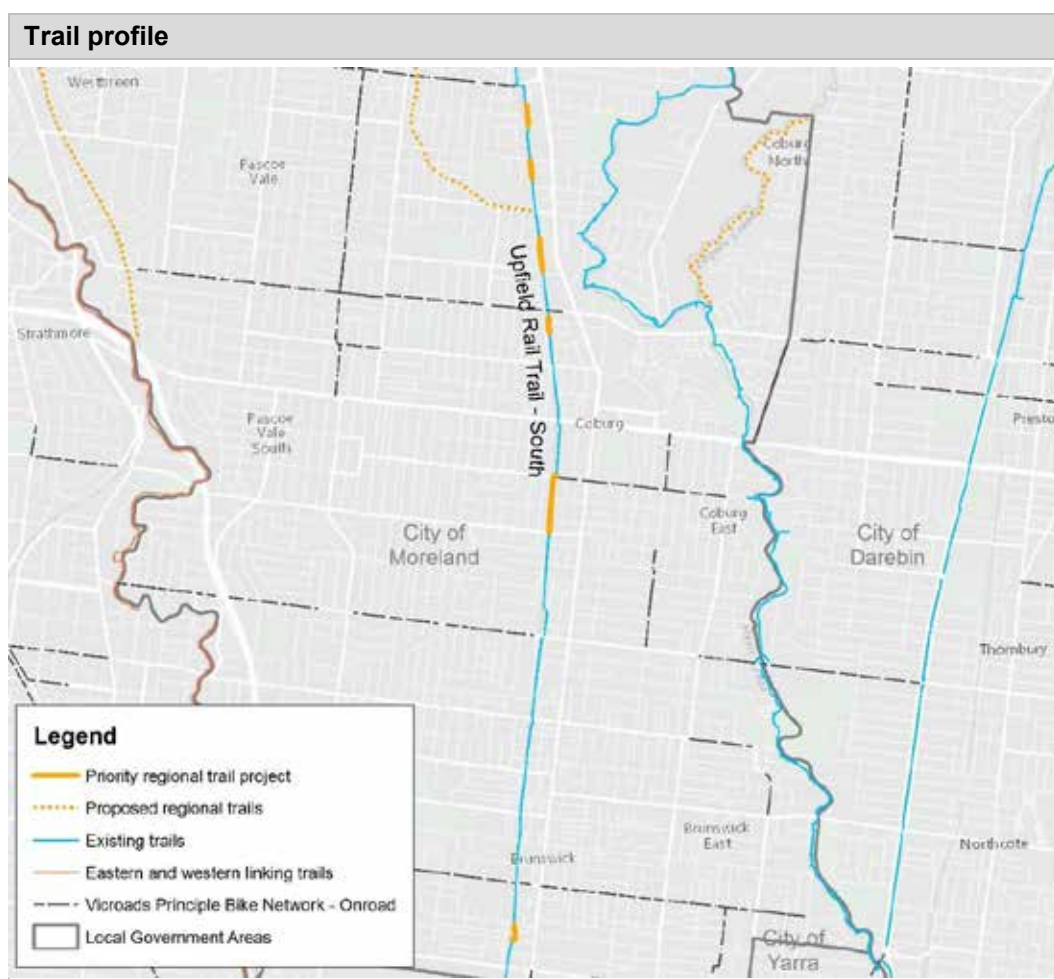 Trail profile
Westbreen
Pascoe
Vale
Coburg
North
Upfield Rail Trail - South
Strathmore
Pascoe
Vale
South
Coburg
Presto
City of
Moreland
Coburg
East
City of
Darebin
Thornbury
Brunswick
East
Northcote
Brunswick
City of
Yarra
Legend
Priority regional trail project
Proposed regional trails
Existing trails
Eastern and western linking trails
Vicroads Principle Bike Network - Onroad
Local Government Areas